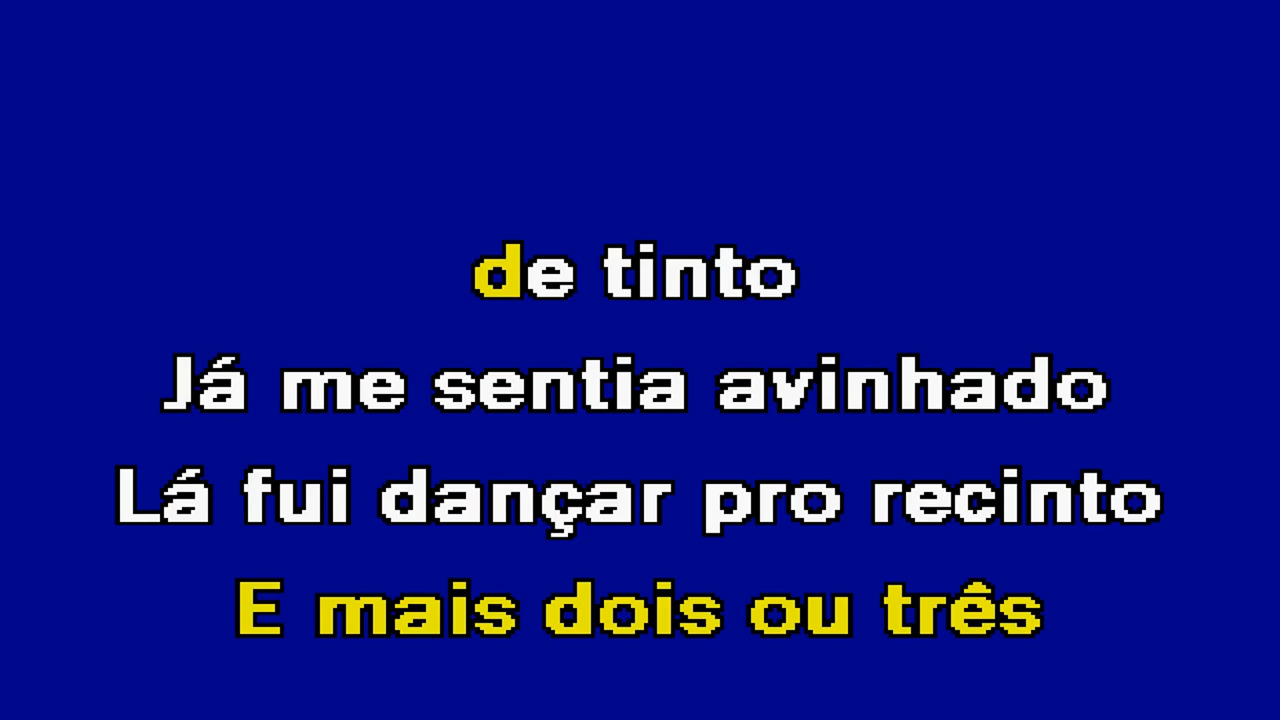 de tinto
Já me sentia avinhado
Lá fui dançar pro recinto
E mais dois ou três